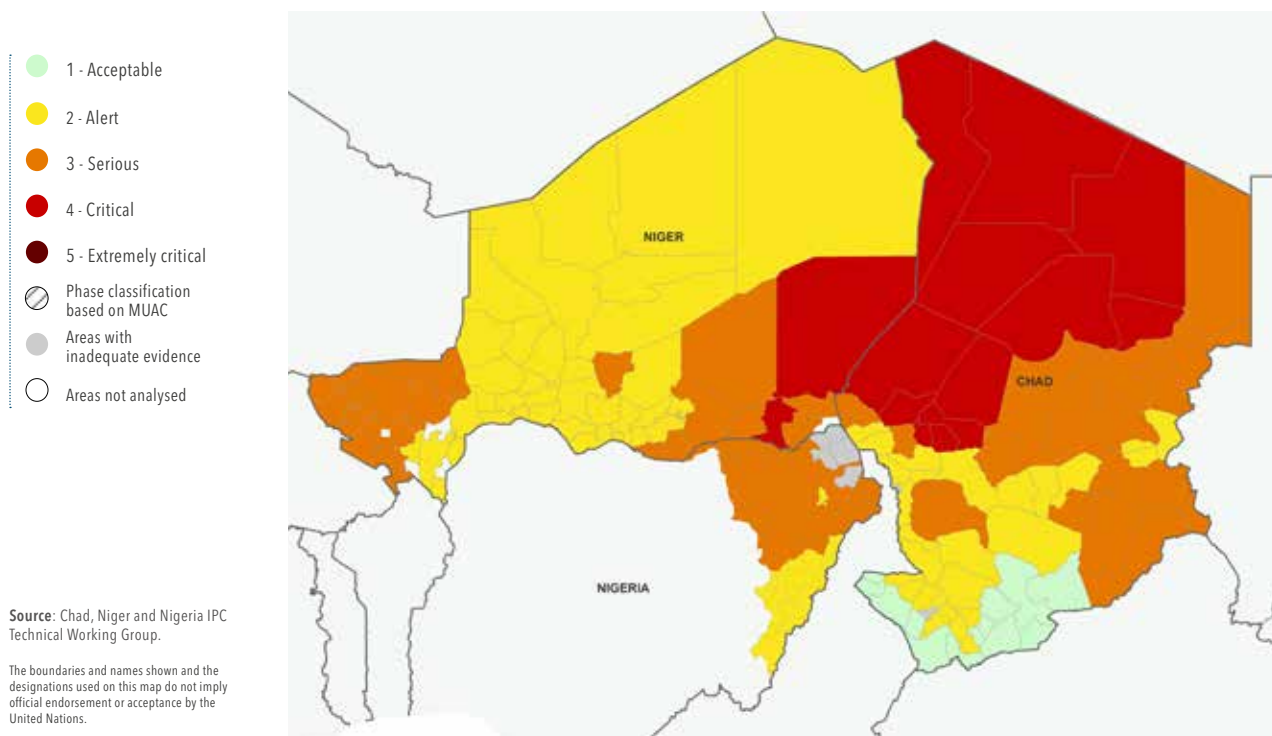 1 - Acceptable
2 - Alert
3 - Serious
4 - Critical
5 - Extremely critical
Phase classification
based on MUAC
Areas with
inadequate evidence
Areas not analysed
Source: Chad, Niger and Nigeria IPC
Technical Working Group.
The boundaries and names shown and the
designations used on this map do not imply
official endorsement or acceptance by the
United Nations.
NIGER
CHAD
NIGERIA